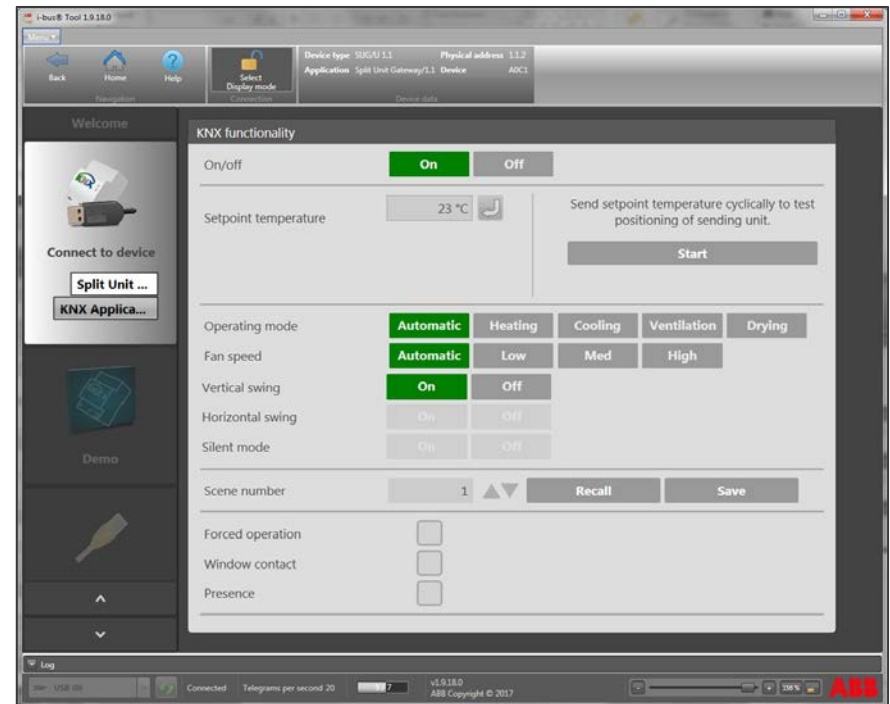 i-bus® Tool 1.9.18.0
Menu
Back
Home
Help
Navigation
Select
Display mode
Connection
Device type SUG/U 1.1 Physical address 1.1.2
Application Split Unit Gateway/1.1 Device A0C1
Device data
Welcome
Connect to device
Split Unit ...
KNX Applica...
Demo
KNX functionality
On/off On Off
Setpoint temperature 23 °C
Send setpoint temperature cyclically to test
positioning of sending unit.
Start
Operating mode Automatic Heating Cooling Ventilation Drying
Fan speed Automatic Low Med High
Vertical swing On Off
Horizontal swing On Off
Silent mode On Off
Scene number 1 Recall Save
Forced operation
Window contact
Presence
Log
Connected Telegrams per second 20
v1.9.18.0
ABB Copyright © 2017
ABB